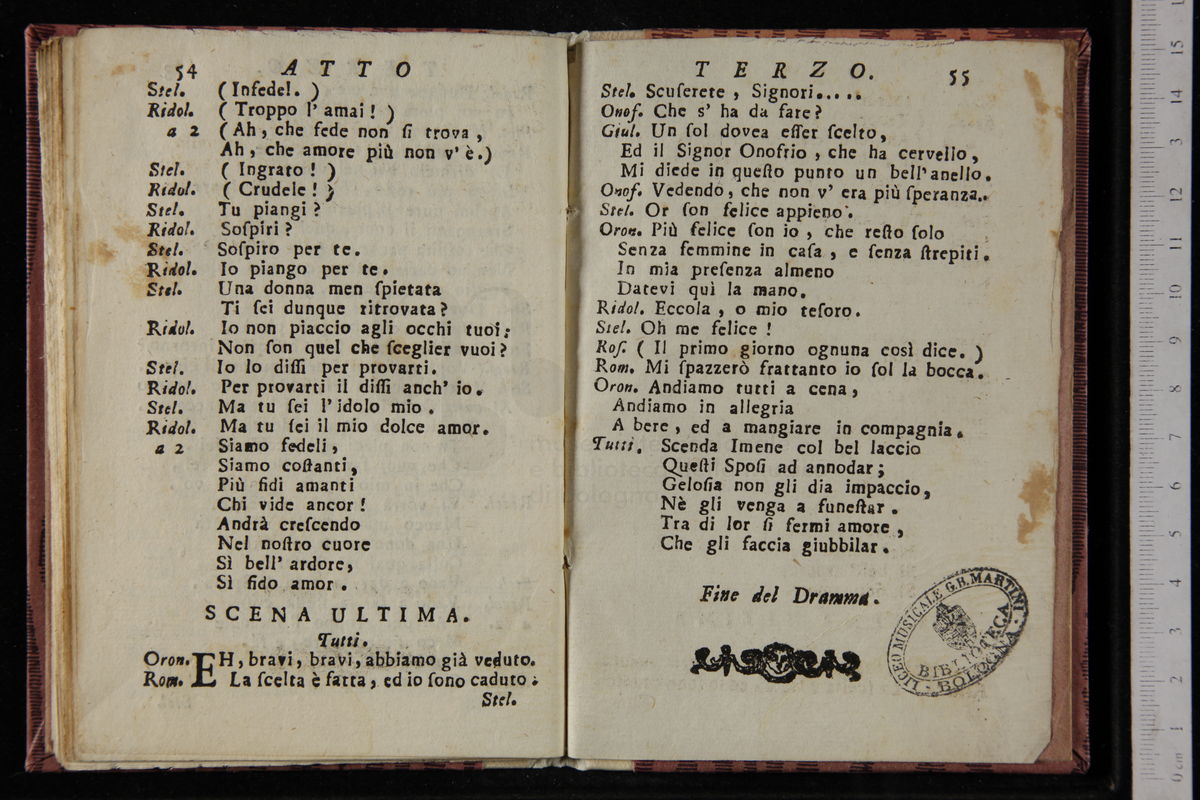 54 ATTO
Stel. (Infedel. )
Ridol. (Troppo l' amai! )
a 2 (Ah, che fede non ſi trova,
Ah, che amore più non v' è.)
Stel. (Ingrato! )
Ridol. (Crudele! )
Stel. Tu piangi?
Ridol. Soſpiri?
Stel. Soſpiro per te.
Ridol. Io piango per te.
Stel. Una donna men ſpietata
Ti ſei dunque ritrovata?
Ridol. Io non piaccio agli occhi tuoi;
Non ſon quel che ſceglier vuoi?
Stel. Io lo diſſi per provarti.
Ridol. Per provarti il diſſi anch' io.
Stel. Ma tu ſei l'idolo mio.
Ridol. Ma tu ſei il mio dolce amor.
a 2 Siamo fedeli,
Siamo coſtanti,
Più fidi amanti
Chi vide ancor!
Andrà creſcendo
Nel noſtro cuore
Sì bell' ardore,
Sì fido amor.
SCENA ULTIMA.
Tutti.
Oron. EH, bravi, bravi, abbiamo già veduto.
Rom. La ſcelta è fatta, ed io ſono caduto:
Stel.
TERZO. 55
Stel. Scuſerete, Signori.....
Onof. Che s' ha da fare?
Giul. Un ſol dovea eſſer ſcelto,
Ed il Signor Onofrio, che ha cervello,
Mi diede in queſto punto un bell'anello.
Onof. Vedendo, che non v' era più ſperanza..
Stel. Or ſon felice appieno.
Oron. Più felice ſon io, che reſto ſolo
Senza femmine in caſa, e ſenza ſtrepiti.
In mia preſenza almeno
Datevi quì la mano.
Ridol. Eccola, o mio teſoro.
Stel. Oh me felice!
Roſ. (Il primo giorno ognuna così dice. )
Rom. Mi ſpazzerò frattanto io ſol la bocca.
Oron. Andiamo tutti a cena,
Andiamo in allegria
A bere, ed a mangiare in compagnia.
Tutti. Scenda Imene col bel laccio
Queſti Spoſi ad annodar;
Geloſia non gli dia impaccio,
Nè gli venga a funeſtar.
Tra di lor ſi fermi amore,
Che gli faccia giubbilar.
Fine del Dramma.
LICEO MUSICALE G.B. MARTINI
BIBLIOTECA
BOLOGNA